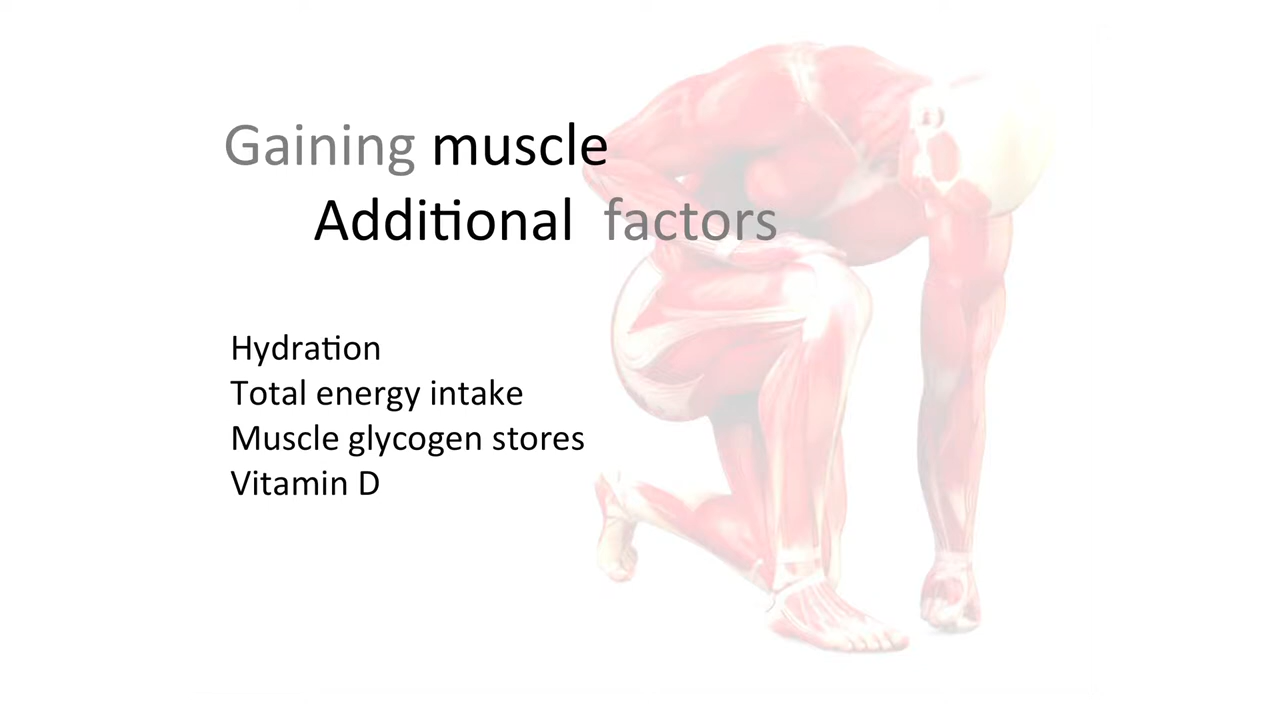 Gaining muscle
Additional factors
Hydration
Total energy intake
Muscle glycogen stores
Vitamin D